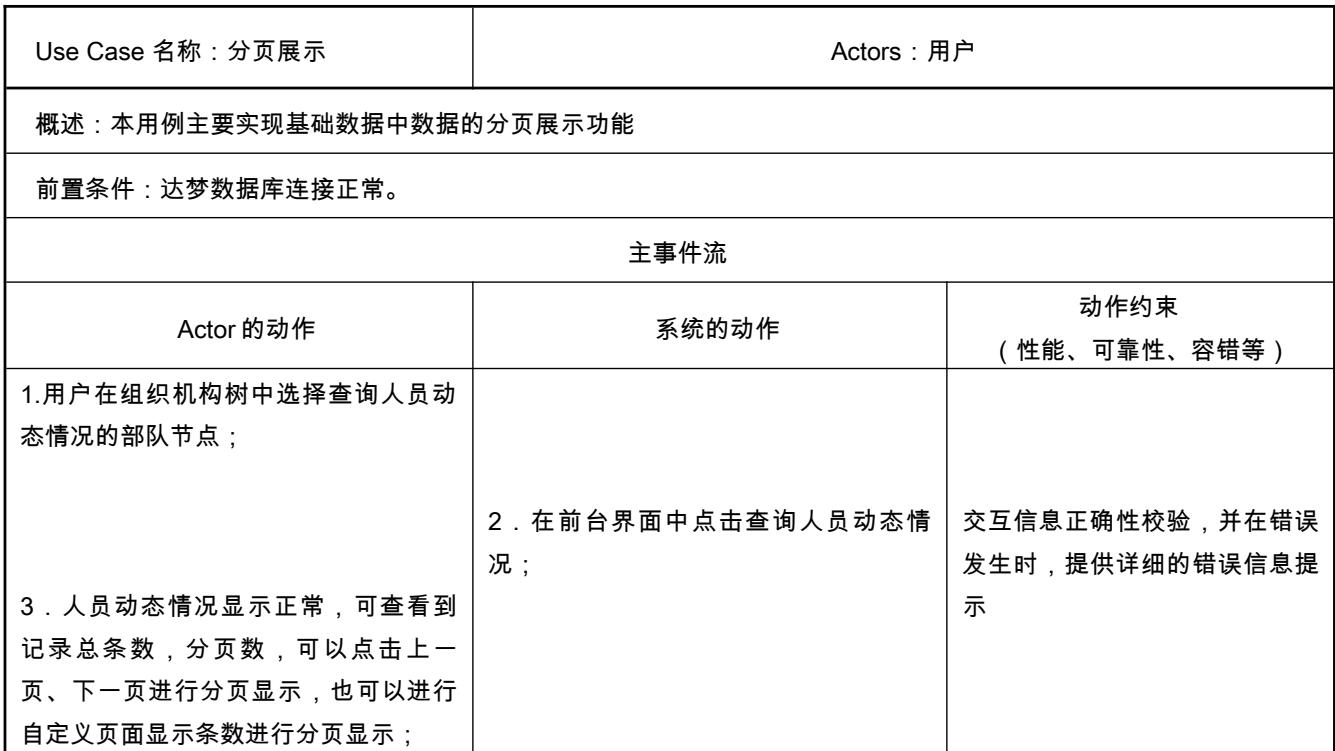 Use Case 名称：分页展示
Actors：用户
概述：本用例主要实现基础数据中数据的分页展示功能
前置条件：达梦数据库连接正常。
主事件流
Actor 的动作
系统的动作
动作约束
（性能、可靠性、容错等）
1.用户在组织机构树中选择查询人员动
态情况的部队节点；
2．在前台界面中点击查询人员动态情
况；
交互信息正确性校验，并在错误
发生时，提供详细的错误信息提
示
3．人员动态情况显示正常，可查看到
记录总条数，分页数，可以点击上一
页、下一页进行分页显示，也可以进行
自定义页面显示条数进行分页显示；